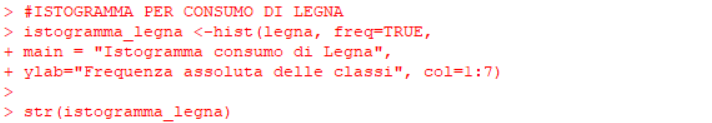 > #ISTOGRAMMA PER CONSUMO DI LEGNA
> istogramma_legna <-hist(legna, freq=TRUE,
+ main = "Istogramma consumo di Legna",
+ ylab="Frequenza assoluta delle classi", col=1:7)
>
> str(istogramma_legna)